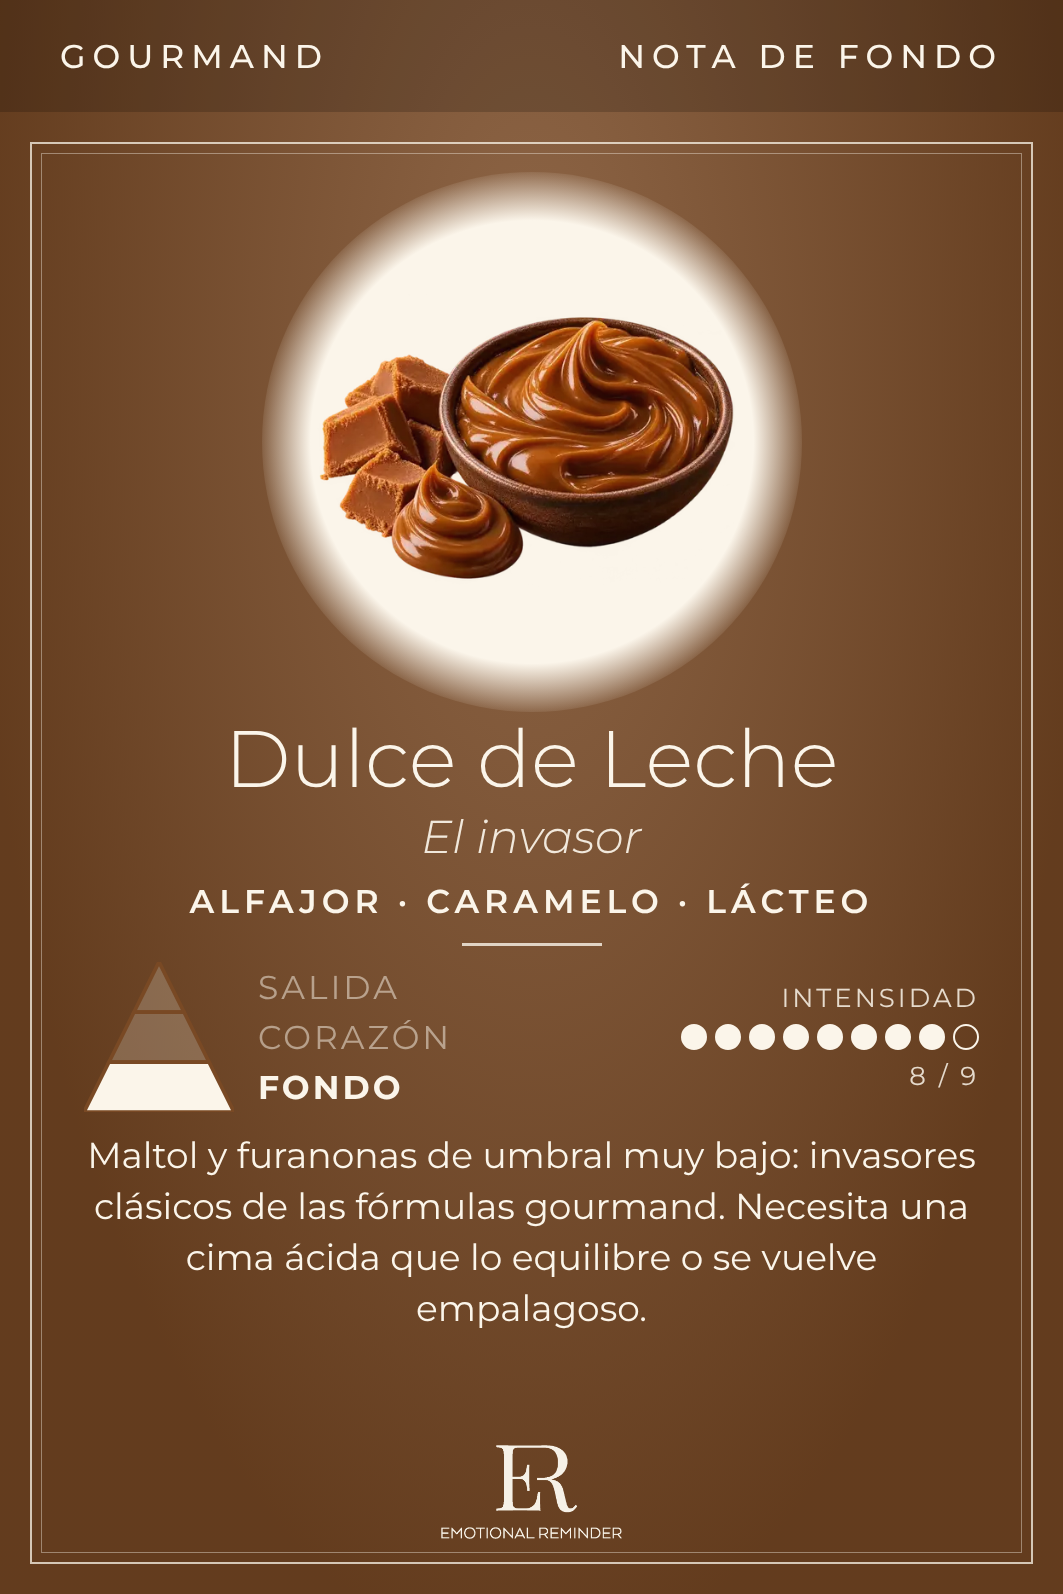 GOURMAND
NOTA DE FONDO
Dulce de Leche
El invasor
ALFAJOR · CARAMELO · LÁCTEO
SALIDA
CORAZÓN
FONDO
INTENSIDAD
8 / 9
Maltol y furanonas de umbral muy bajo: invasores
clásicos de las fórmulas gourmand. Necesita una
cima ácida que lo equilibre o se vuelve
empalagoso.
ER
EMOTIONAL REMINDER